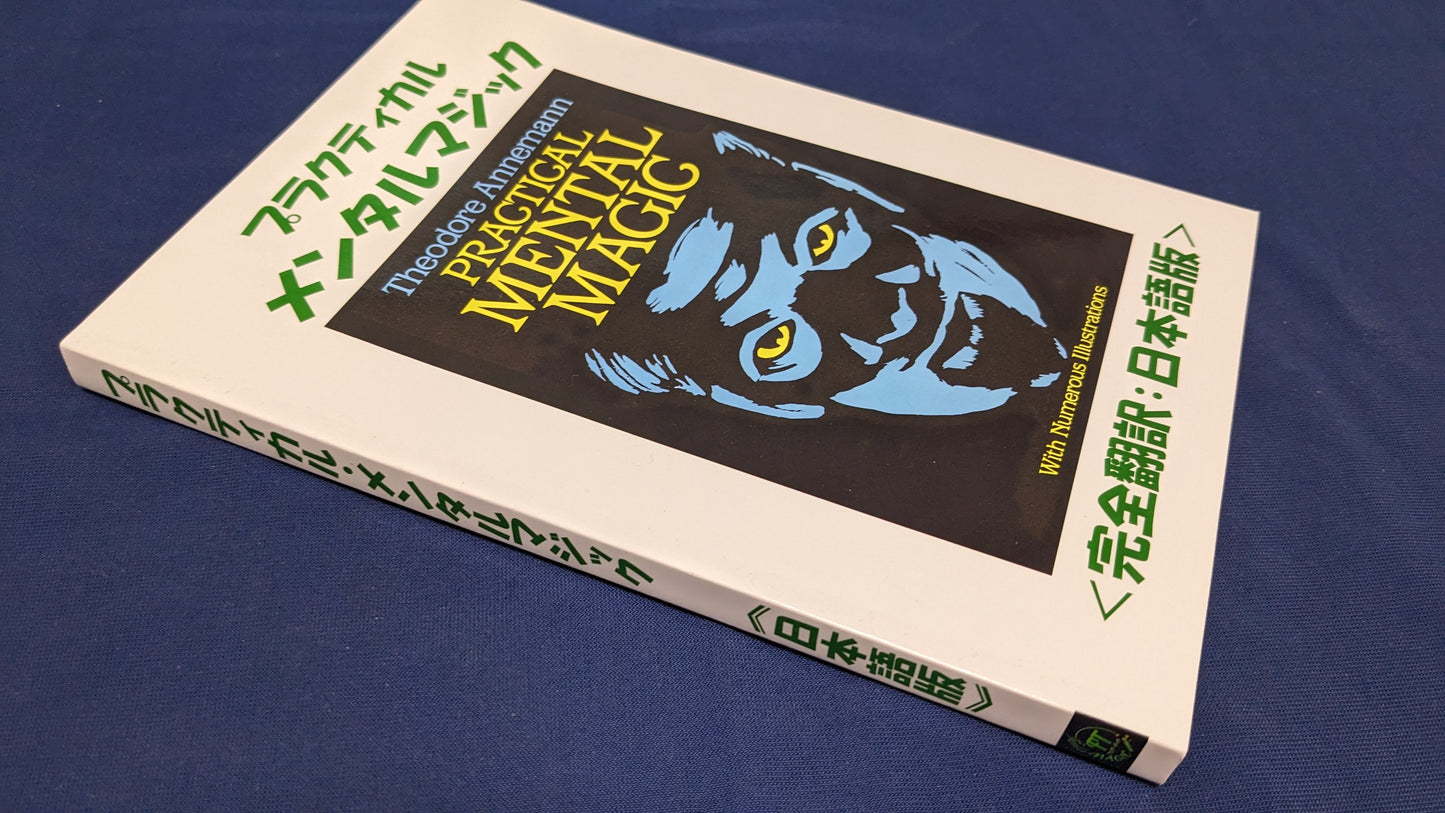 プラクティカル
メンタルマジック
Theodore Annemann
PRACTICAL
MENTAL
MAGIC
With Numerous Illustrations
<完全翻訳：日本語版>
プラクティカル・メンタルマジック 《日本語版》